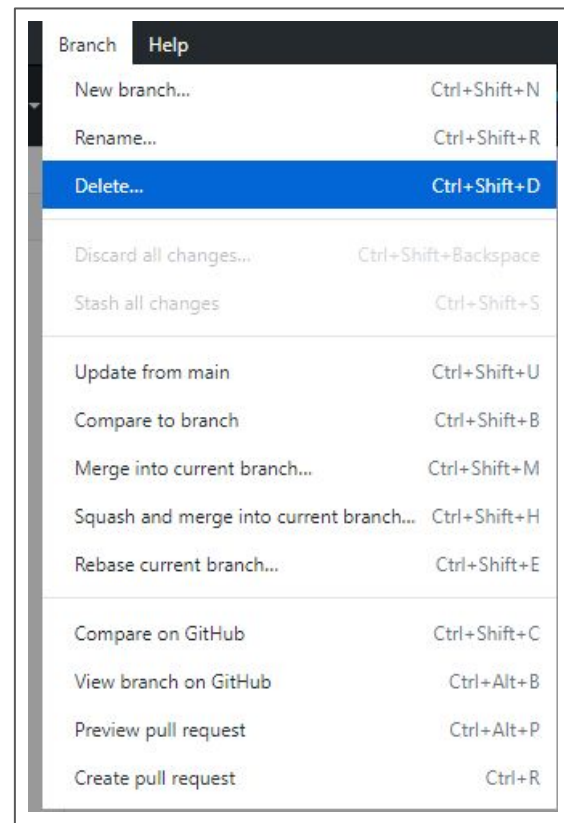 Branch Help
New branch... Ctrl+Shift+N
Rename... Ctrl+Shift+R
Delete... Ctrl+Shift+D
Discard all changes... Ctrl+Shift+Backspace
Stash all changes Ctrl+Shift+S
Update from main Ctrl+Shift+U
Compare to branch Ctrl+Shift+B
Merge into current branch... Ctrl+Shift+M
Squash and merge into current branch... Ctrl+Shift+H
Rebase current branch... Ctrl+Shift+E
Compare on GitHub Ctrl+Shift+C
View branch on GitHub Ctrl+Alt+B
Preview pull request Ctrl+Alt+P
Create pull request Ctrl+R